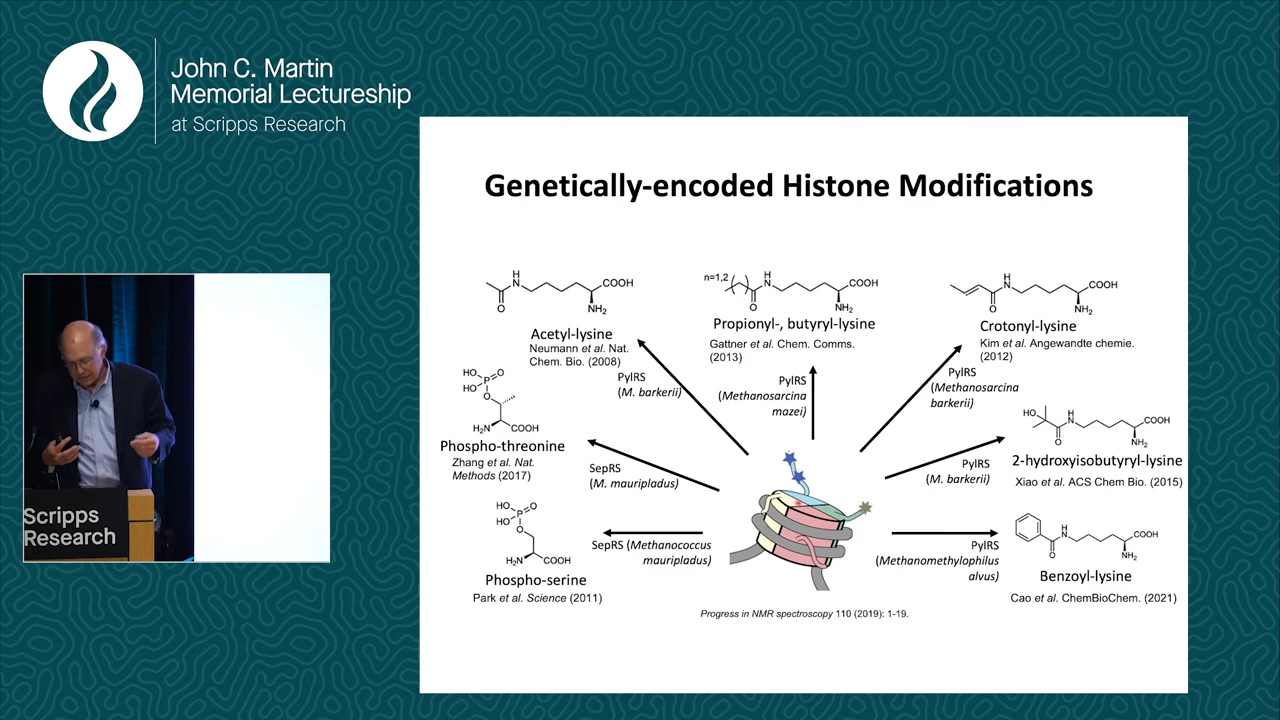 John C. Martin
Memorial Lectureship
at Scripps Research
Scripps
Research
Genetically-encoded Histone Modifications
H
N
COOH
O
NH₂
Acetyl-lysine
Neumann et al. Nat.
Chem. Bio. (2008)
PylRS
(M. barkerii)
n=1,2
H
N
COOH
O
NH₂
Propionyl-, butyryl-lysine
Gattner et al. Chem. Comms.
(2013)
PylRS
(Methanosarcina
mazei)
H
N
COOH
O
NH₂
Crotonyl-lysine
Kim et al. Angewandte chemie.
(2012)
PylRS
(Methanosarcina
barkerii)
HO
P
O
HO
O
H₂N
COOH
Phospho-threonine
Zhang et al. Nat.
Methods (2017)
SepRS
(M. mauripladus)
HO
H
N
COOH
O
NH₂
2-hydroxyisobutyryl-lysine
Xiao et al. ACS Chem Bio. (2015)
PylRS
(M. barkerii)
HO
P
O
HO
O
H₂N
COOH
Phospho-serine
Park et al. Science (2011)
SepRS (Methanococcus
mauripladus)
H
N
COOH
O
NH₂
Benzoyl-lysine
Cao et al. ChemBioChem. (2021)
PylRS
(Methanomethylophilus
alvus)
Progress in NMR spectroscopy 110 (2019): 1-19.